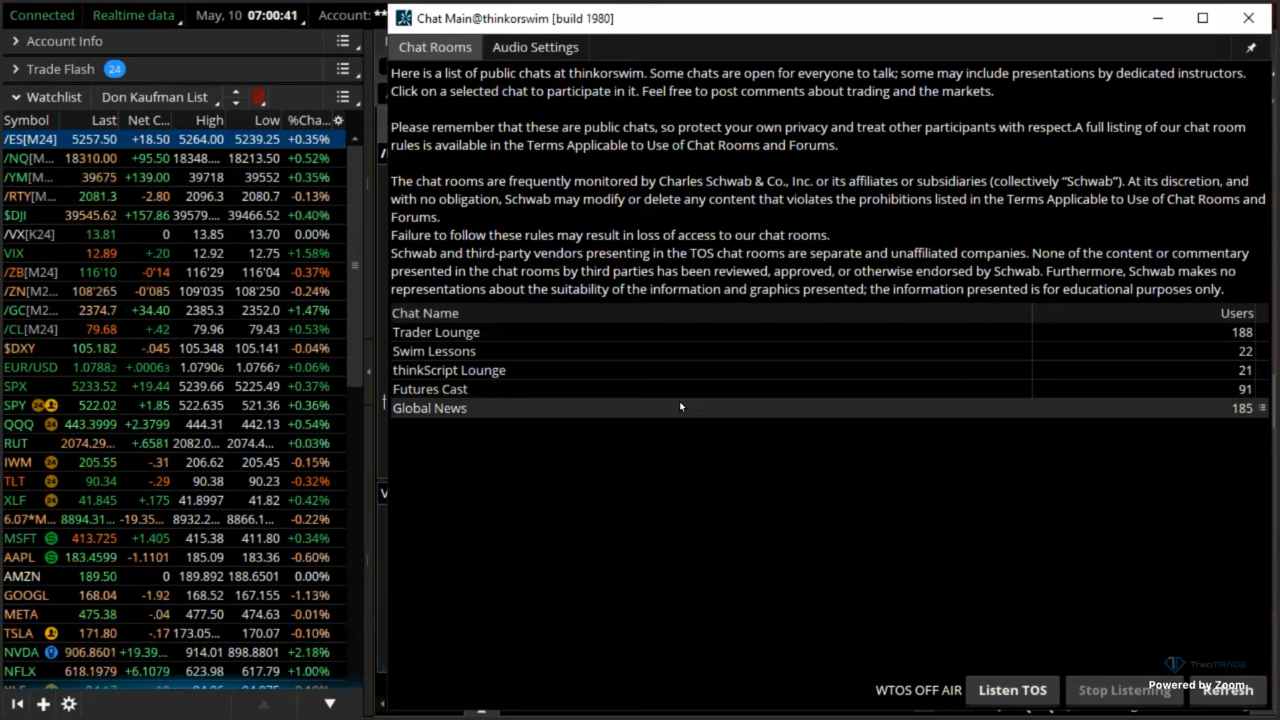 Connected Realtime data May, 10 07:00:41 Account: **
Account Info
Trade Flash 24
Watchlist Don Kaufman List
Symbol Last Net C... High Low %Cha...
/ES[M24] 5257.50 +18.50 5264.00 5239.25 +0.35%
/NQ[M... 18310.00 +95.50 18348.... 18213.50 +0.52%
/YM[M... 39675 +139.00 39718 39552 +0.35%
/RTY[M... 2081.3 -2.80 2096.3 2080.7 -0.13%
$DJI 39545.62 +157.86 39579.... 39466.52 +0.40%
/VX[K24] 13.81 0 13.85 13.70 0.00%
VIX 12.89 +.20 12.92 12.75 +1.58%
/ZB[M24] 116'10 -0'14 116'29 116'04 -0.37%
/ZN[M2... 108'265 -0'085 109'035 108'250 -0.24%
/GC[M2... 2374.7 +34.40 2385.3 2352.0 +1.47%
/CL[M24] 79.68 +.42 79.96 79.43 +0.53%
$DXY 105.182 -.045 105.348 105.141 -0.04%
EUR/USD 1.07882 +.00063 1.07906 1.07667 +0.06%
SPX 5233.52 +19.44 5239.66 5225.49 +0.37%
SPY 24 522.02 +1.85 522.635 521.36 +0.36%
QQQ 24 443.3999 +2.3799 444.31 442.13 +0.54%
RUT 2074.29... +.6581 2082.0... 2074.4... +0.03%
IWM 24 205.55 -.31 206.62 205.45 -0.15%
TLT 24 90.34 -.29 90.38 90.23 -0.32%
XLF 24 41.845 +.175 41.8997 41.82 +0.42%
6.07*M... 8894.31... -19.35... 8932.2... 8866.1... -0.22%
MSFT 413.725 +1.405 415.38 411.80 +0.34%
AAPL 183.4599 -1.1101 185.09 183.36 -0.60%
AMZN 189.50 0 189.892 188.6501 0.00%
GOOGL 168.04 -1.92 168.52 167.155 -1.13%
META 475.38 -.04 477.50 474.63 -0.01%
TSLA 171.80 -.17 173.05... 170.07 -0.10%
NVDA 906.8601 +19.39... 914.01 898.8801 +2.18%
NFLX 618.1979 +6.1079 623.98 617.79 +1.00%
Chat Main@thinkorswim [build 1980]
Chat Rooms Audio Settings
Here is a list of public chats at thinkorswim. Some chats are open for everyone to talk; some may include presentations by dedicated instructors.
Click on a selected chat to participate in it. Feel free to post comments about trading and the markets.
Please remember that these are public chats, so protect your own privacy and treat other participants with respect.A full listing of our chat room
rules is available in the Terms Applicable to Use of Chat Rooms and Forums.
The chat rooms are frequently monitored by Charles Schwab & Co., Inc. or its affiliates or subsidiaries (collectively “Schwab”). At its discretion, and
with no obligation, Schwab may modify or delete any content that violates the prohibitions listed in the Terms Applicable to Use of Chat Rooms and
Forums.
Failure to follow these rules may result in loss of access to our chat rooms.
Schwab and third-party vendors presenting in the TOS chat rooms are separate and unaffiliated companies. None of the content or commentary
presented in the chat rooms by third parties has been reviewed, approved, or otherwise endorsed by Schwab. Furthermore, Schwab makes no
representations about the suitability of the information and graphics presented; the information presented is for educational purposes only.
Chat Name Users
Trader Lounge 188
Swim Lessons 22
thinkScript Lounge 21
Futures Cast 91
Global News 185
TheoTRADE
WTOS OFF AIR Listen TOS Stop Listening Refresh
Powered by Zoom